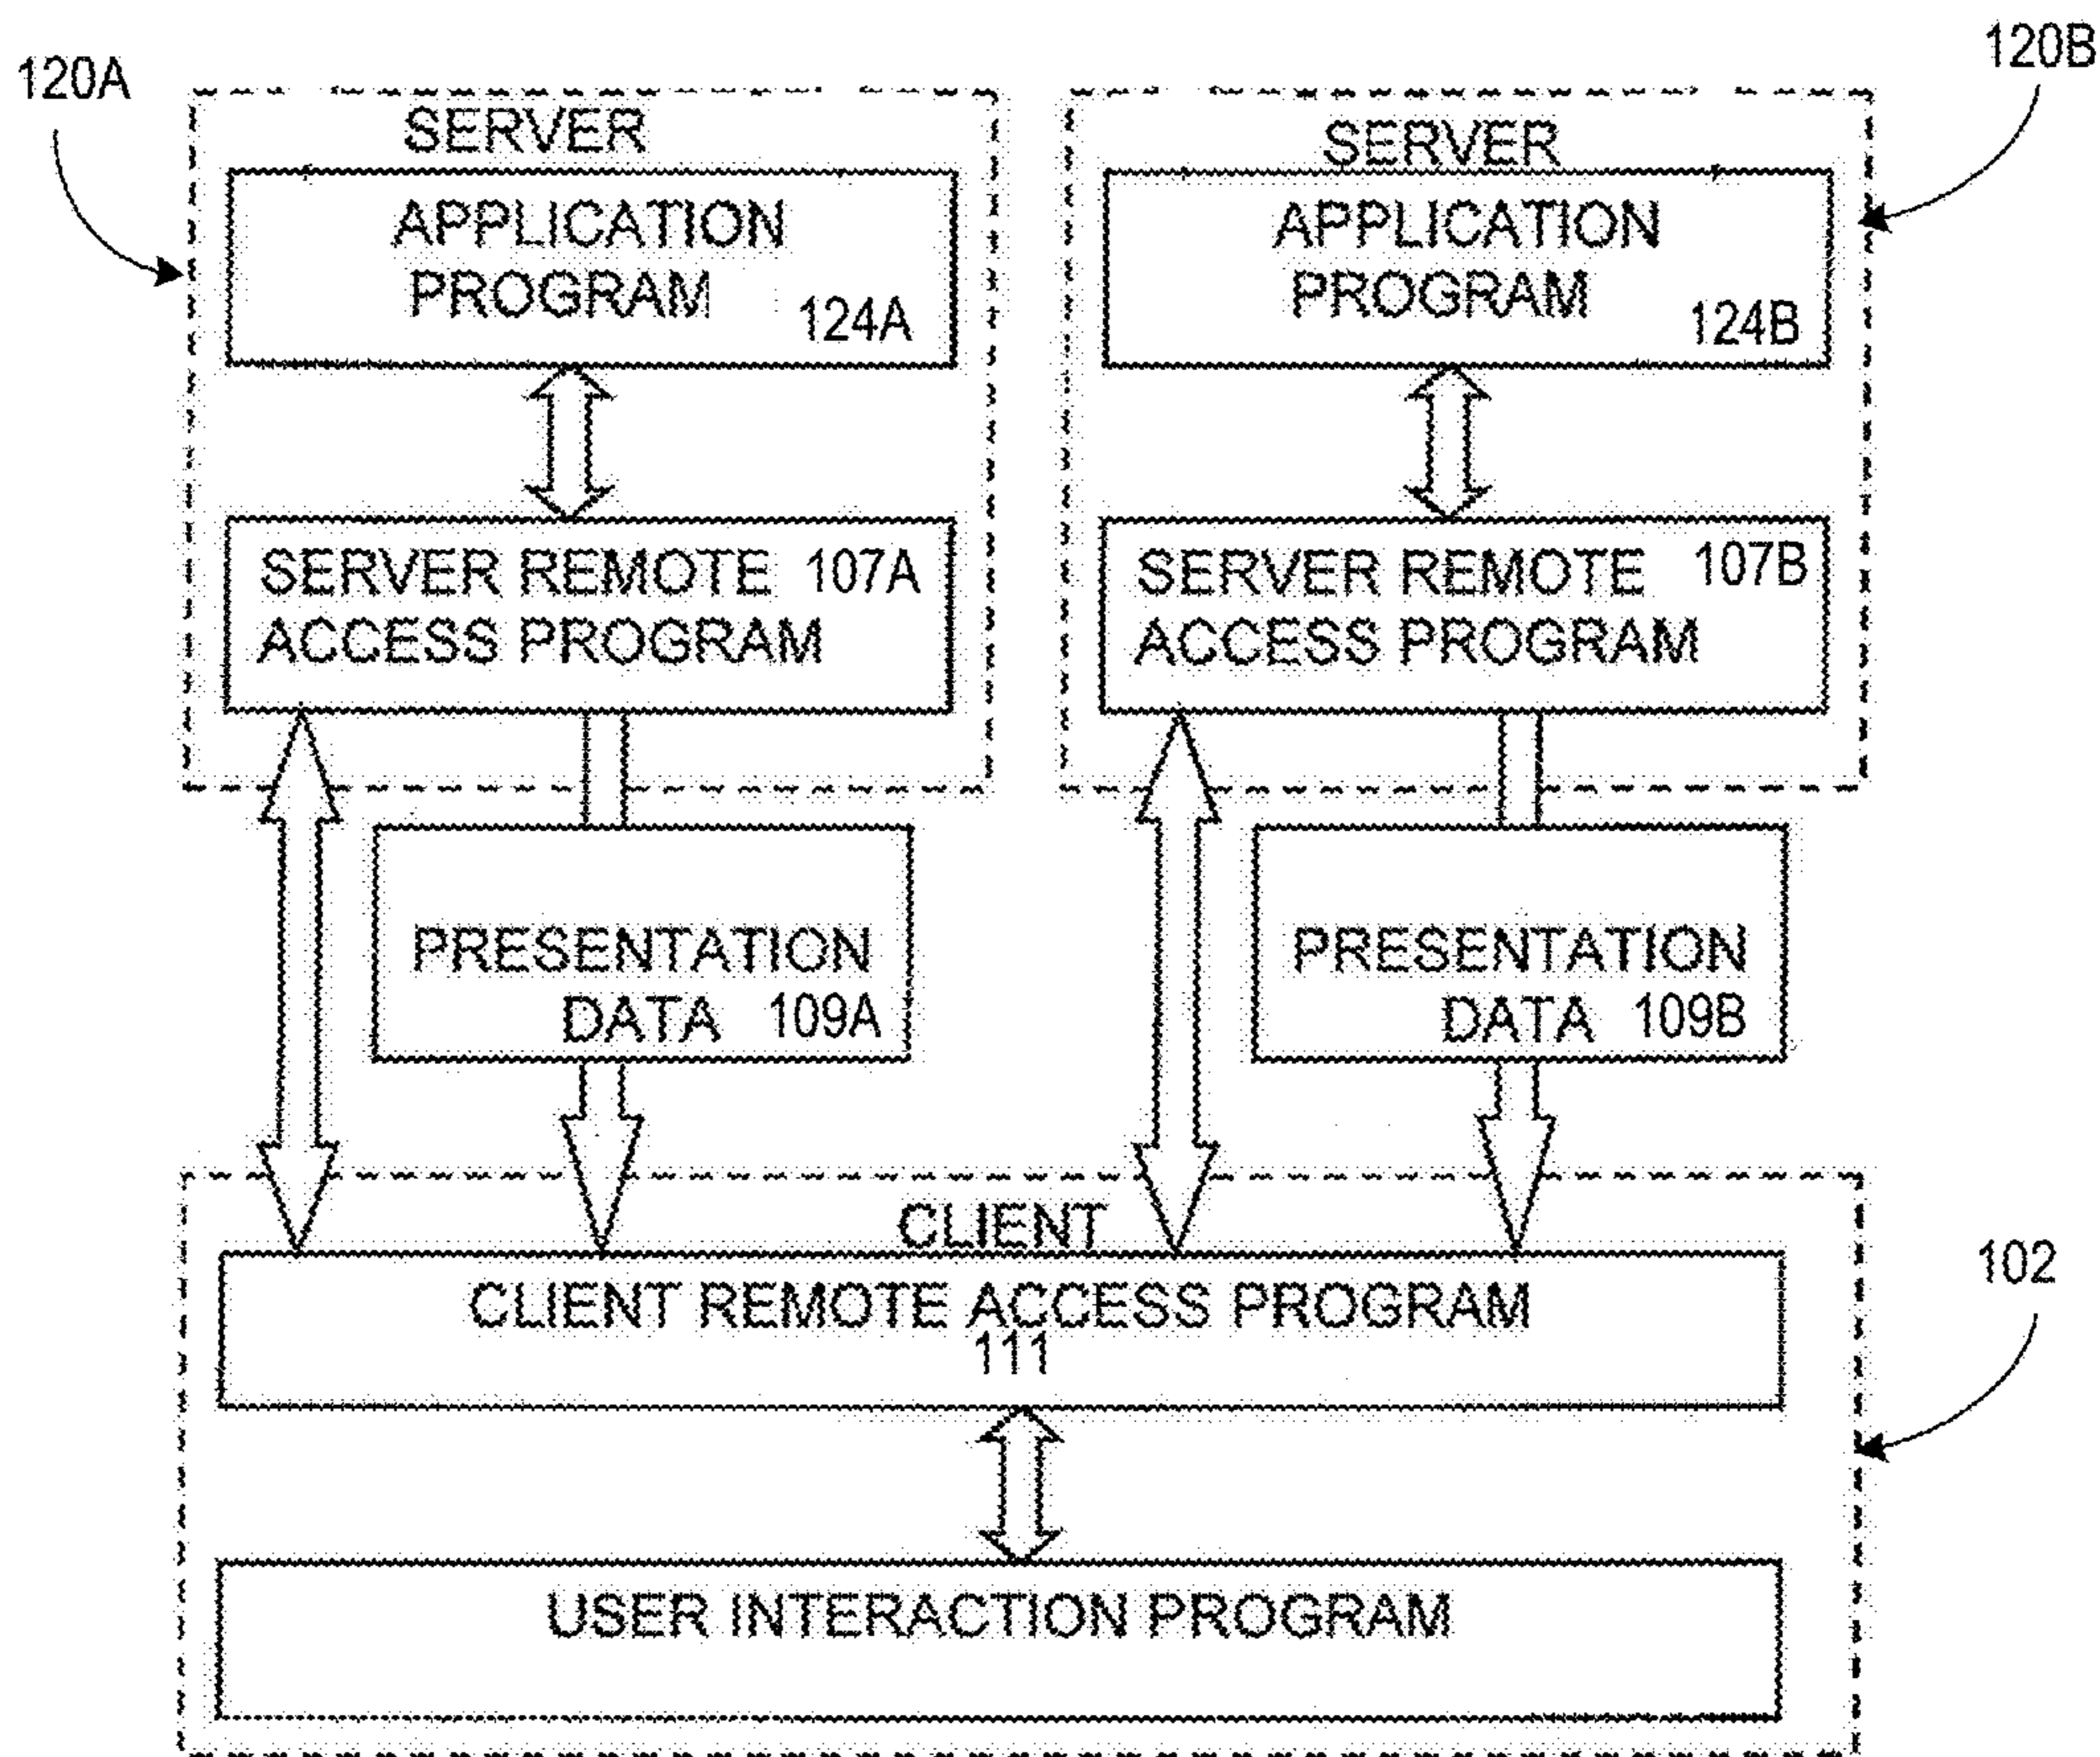 120A
120B
SERVER
SERVER
APPLICATION
PROGRAM
124A
APPLICATION
PROGRAM
124B
SERVER REMOTE 107A
ACCESS PROGRAM
SERVER REMOTE 107B
ACCESS PROGRAM
PRESENTATION
DATA 109A
PRESENTATION
DATA 109B
CLIENT
CLIENT REMOTE ACCESS PROGRAM
111
102
USER INTERACTION PROGRAM